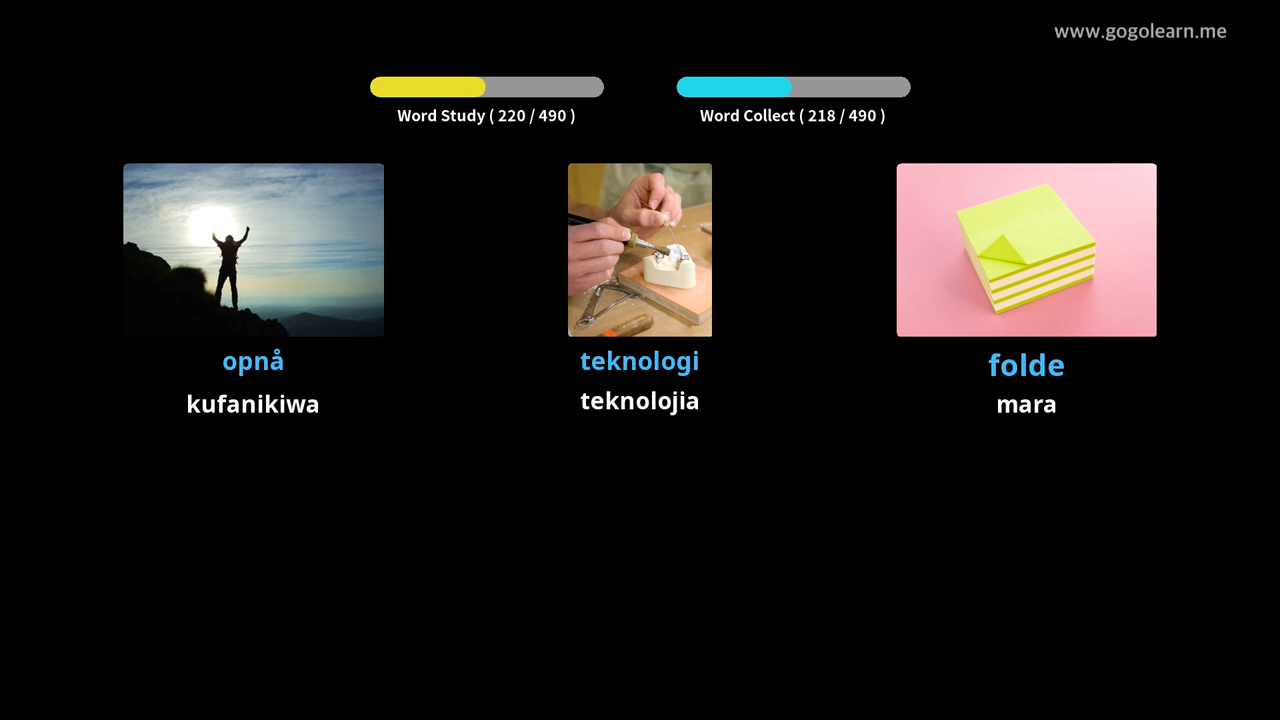 www.gogolearn.me
Word Study ( 220 / 490 )
Word Collect ( 218 / 490 )
opnå
kufanikiwa
teknologi
teknolojia
folde
mara